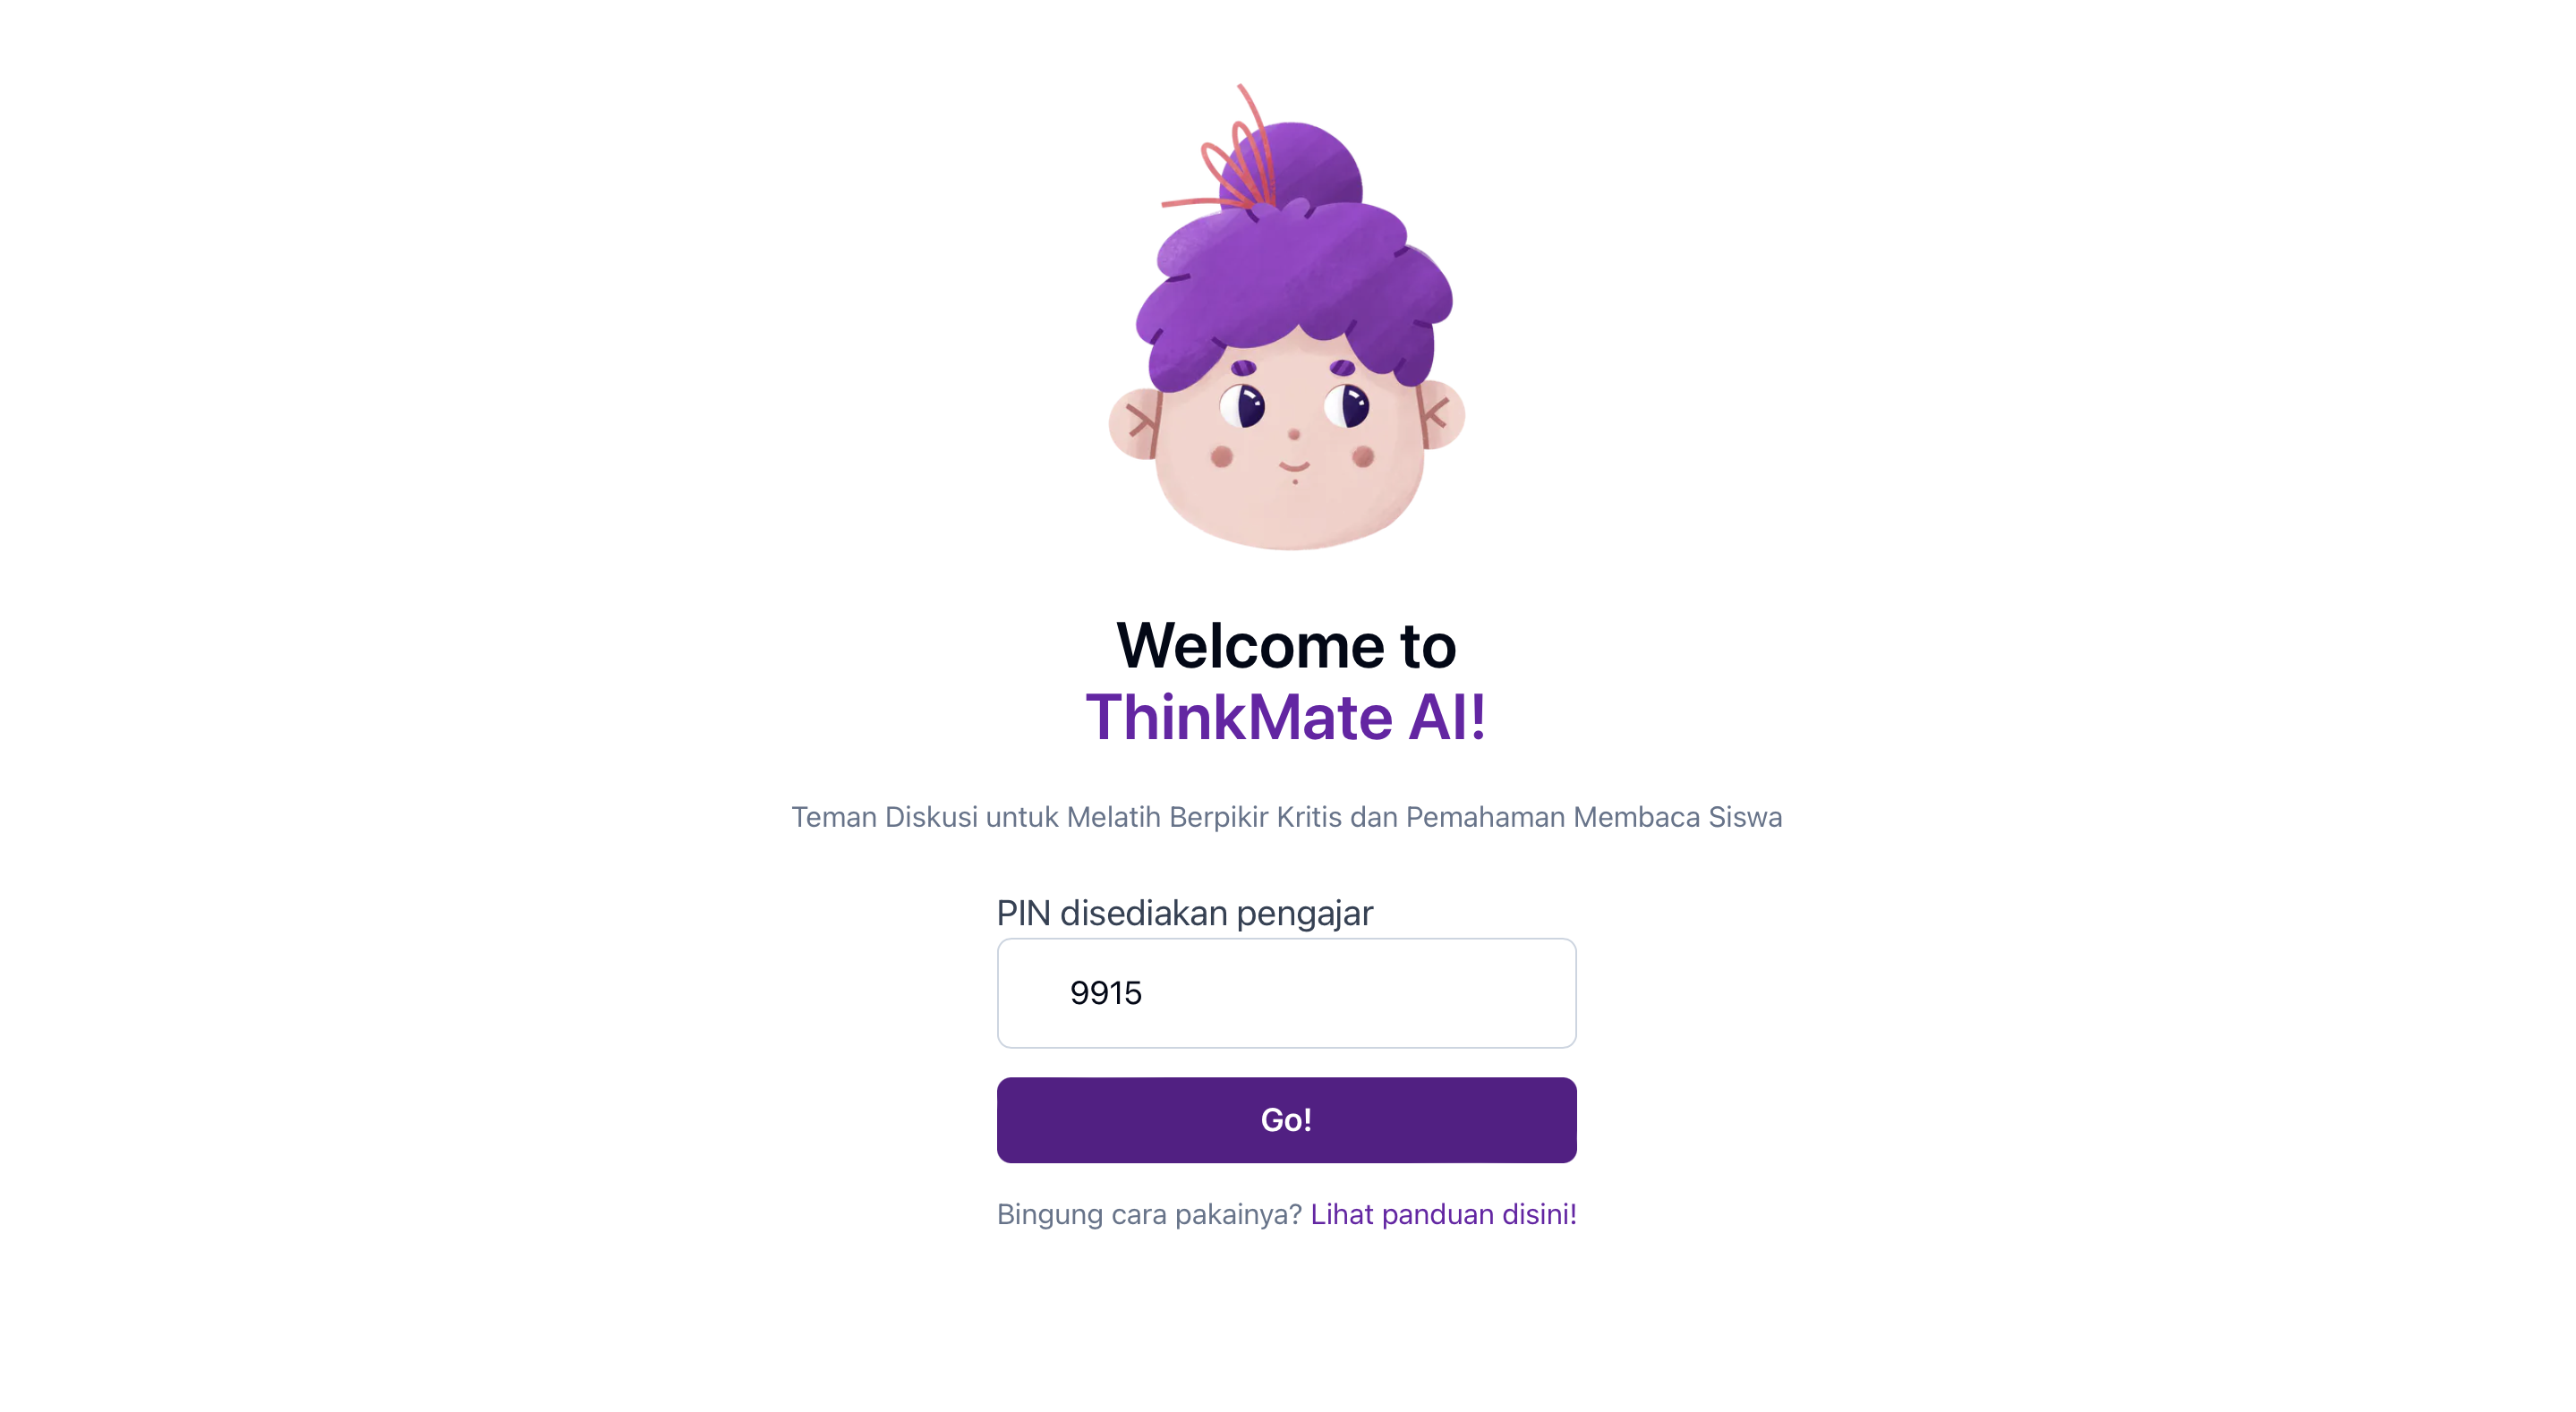 Welcome to
ThinkMate AI!
Teman Diskusi untuk Melatih Berpikir Kritis dan Pemahaman Membaca Siswa
PIN disediakan pengajar
9915
Go!
Bingung cara pakainya? Lihat panduan disini!